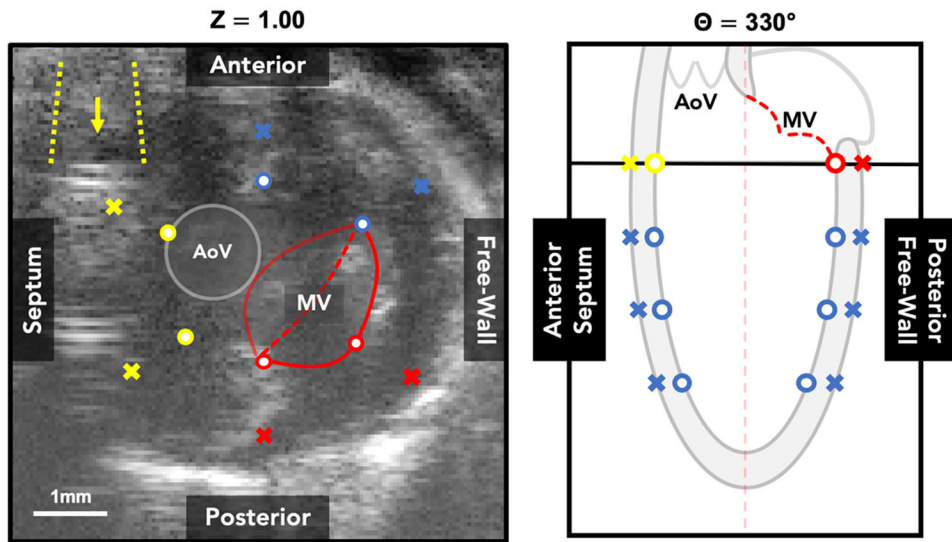 Z = 1.00
Θ = 330°
Anterior
Septum
AoV
MV
Free-Wall
1mm
Posterior
AoV
MV
Anterior
Septum
Posterior
Free-Wall